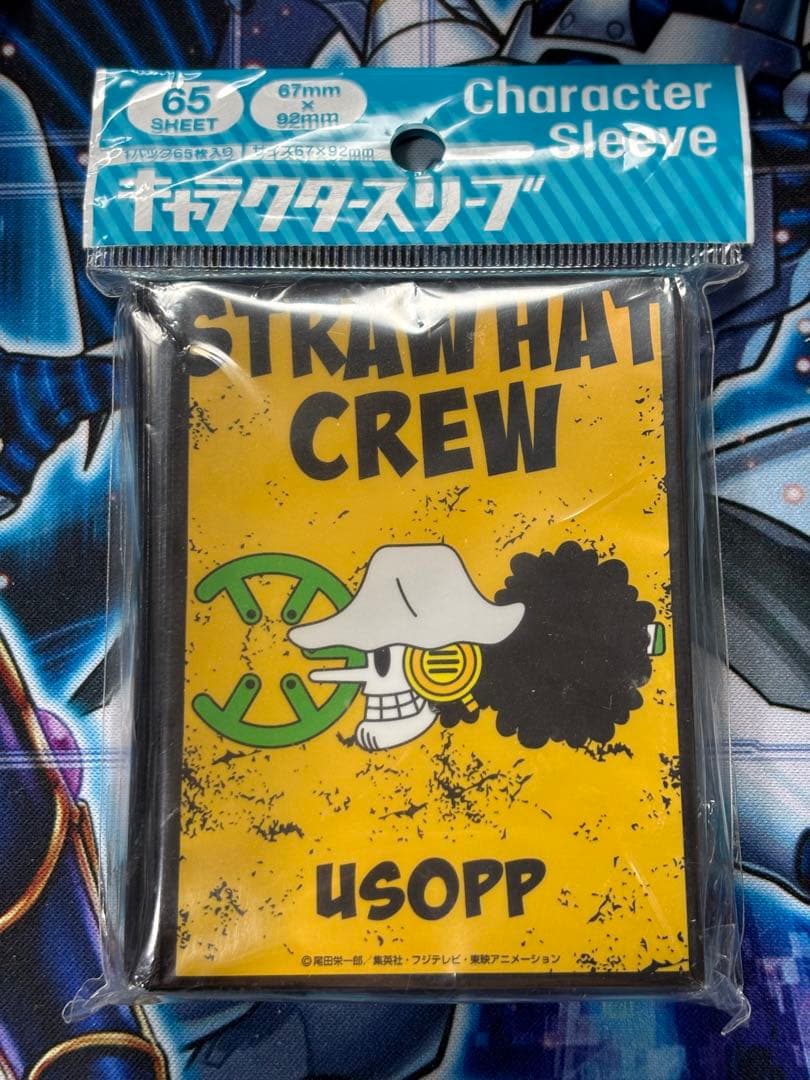 65
SHEET
67mm
×
92mm
Character
Sleeve
1パック65枚入り
サイズ67×92mm
キャラクタースリーブ
STRAW HAT
CREW
USOPP
©尾田栄一郎／集英社・フジテレビ・東映アニメーション